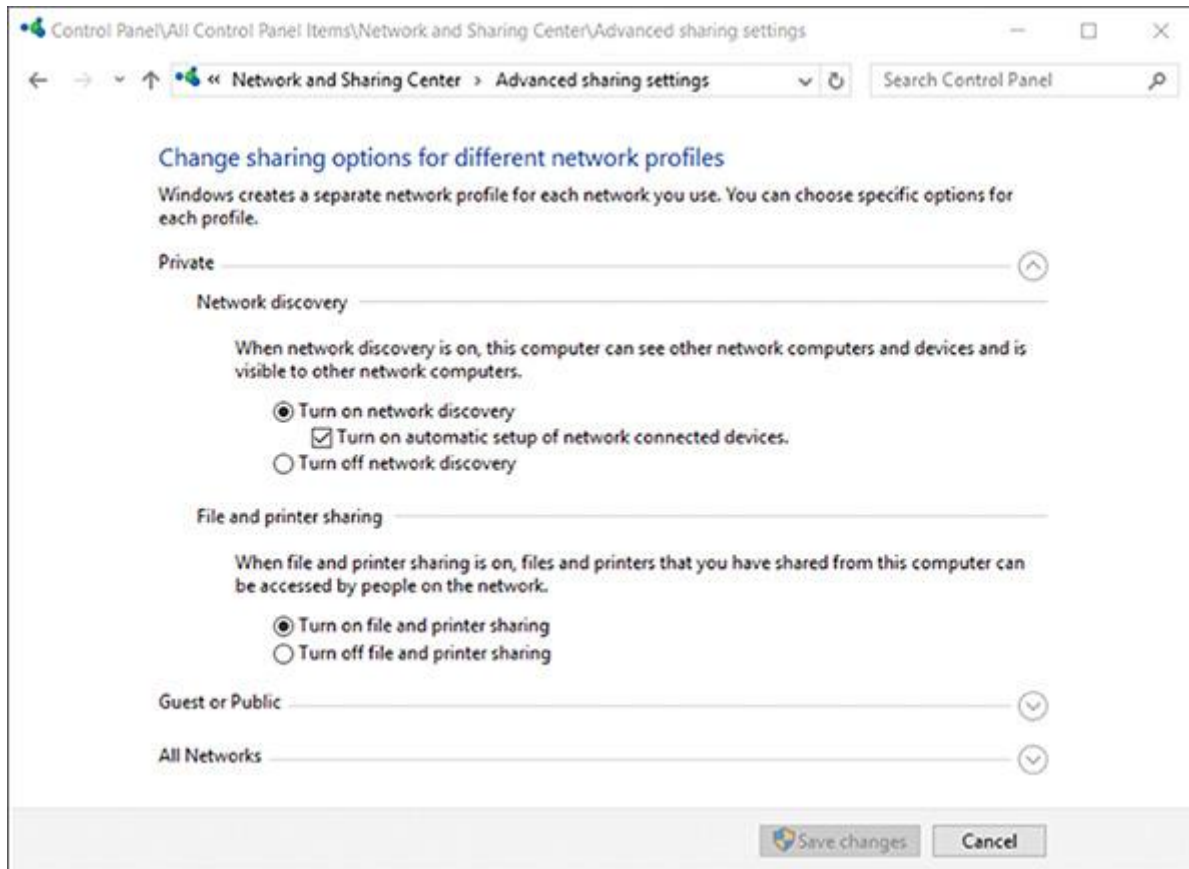 Control Panel\All Control Panel Items\Network and Sharing Center\Advanced sharing settings
« Network and Sharing Center > Advanced sharing settings
Search Control Panel
Change sharing options for different network profiles
Windows creates a separate network profile for each network you use. You can choose specific options for
each profile.
Private
Network discovery
When network discovery is on, this computer can see other network computers and devices and is
visible to other network computers.
Turn on network discovery
Turn on automatic setup of network connected devices.
Turn off network discovery
File and printer sharing
When file and printer sharing is on, files and printers that you have shared from this computer can
be accessed by people on the network.
Turn on file and printer sharing
Turn off file and printer sharing
Guest or Public
All Networks
Save changes
Cancel